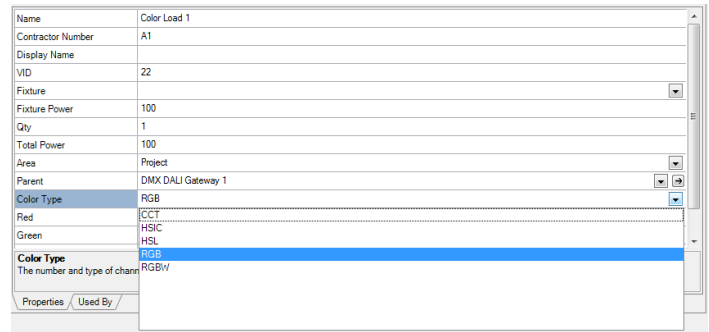 Name Color Load 1
Contractor Number A1
Display Name
VID 22
Fixture
Fixture Power 100
Qty 1
Total Power 100
Area Project
Parent DMX DALI Gateway 1
Color Type RGB
Red CCT
HSIC
Green HSL
Color Type RGB
The number and type of chann RGBW
Properties Used By